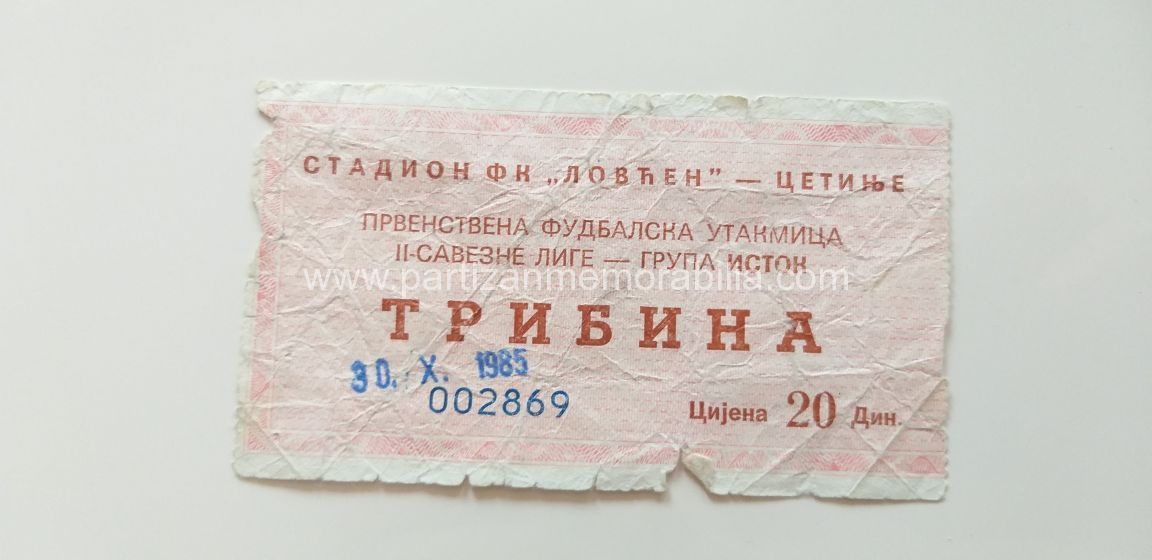 СТАДИОН ФК „ЛОВЋЕН” — ЦЕТИЊЕ
ПРВЕНСТВЕНА ФУДБАЛСКА УТАКМИЦА
II-САВЕЗНЕ ЛИГЕ — ГРУПА ИСТОК
www.partizanmemorabilia.com
ТРИБИНА
30. X. 1985
002869
Цијена 20 Дин.